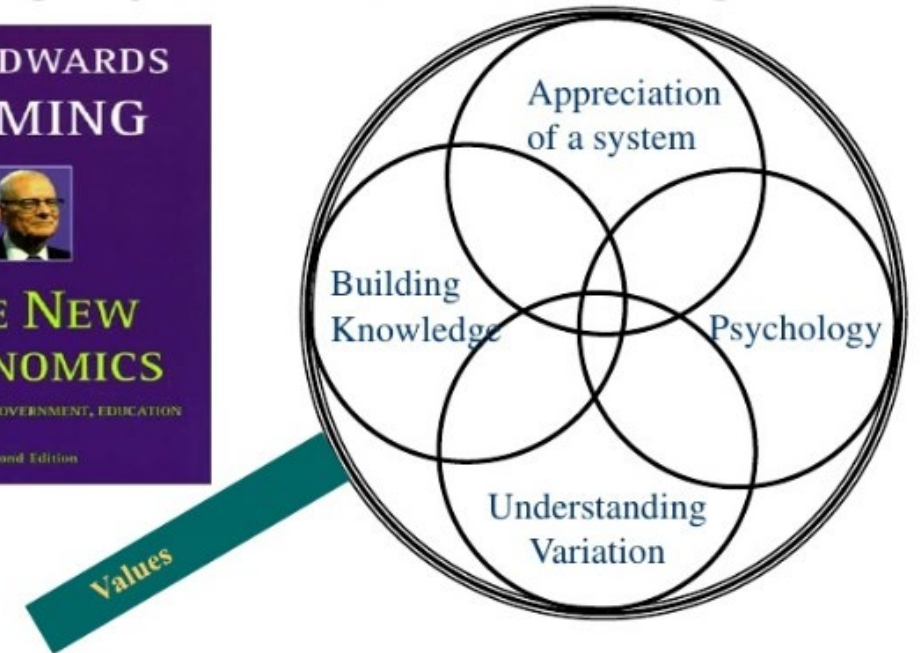 DWARDS
MING
E NEW
NOMICS
OVERNMENT, EDUCATION
ond Edition
Appreciation
of a system
Building
Knowledge
Psychology
Understanding
Variation
Values